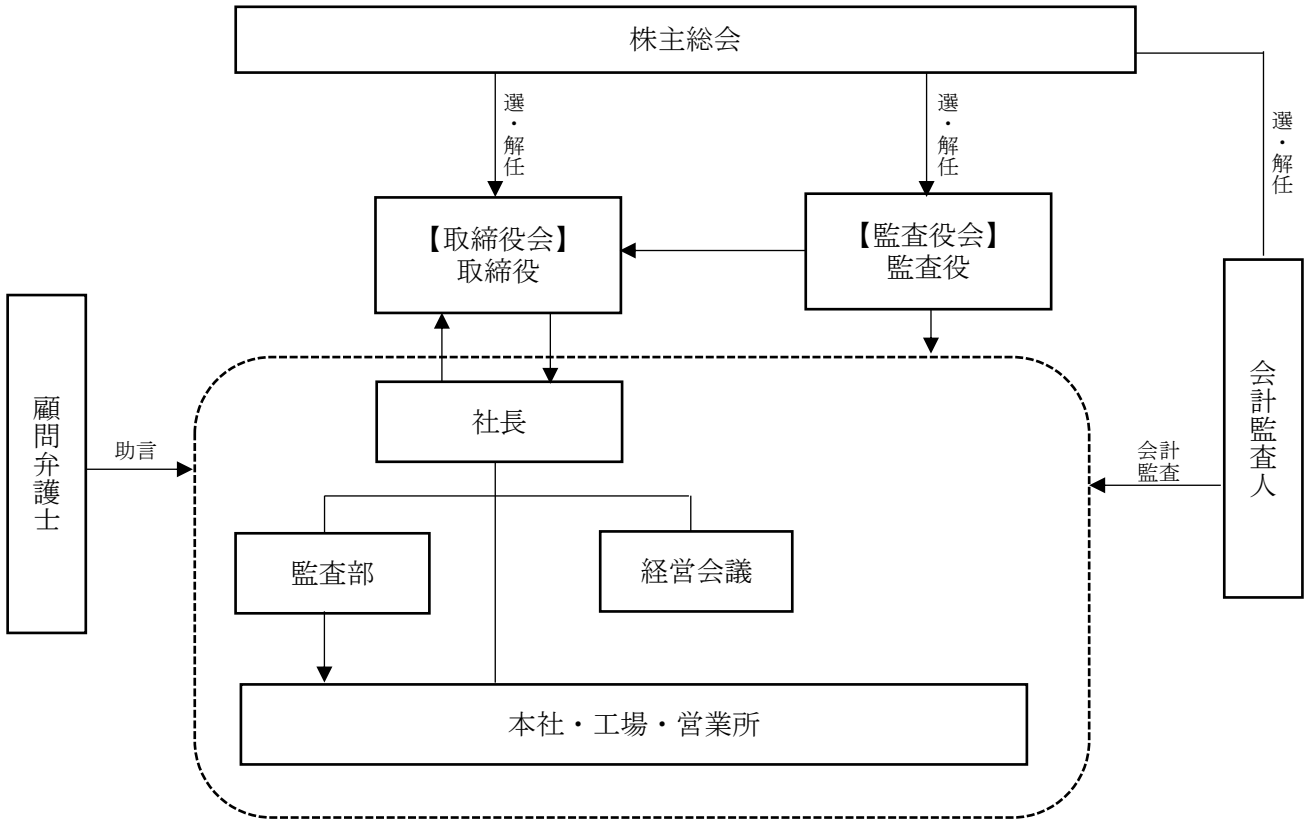 株主総会
選・解任
選・解任
選・解任
【取締役会】
取締役
【監査役会】
監査役
顧問弁護士
助言
社長
会計
監査
会計監査人
監査部
経営会議
本社・工場・営業所